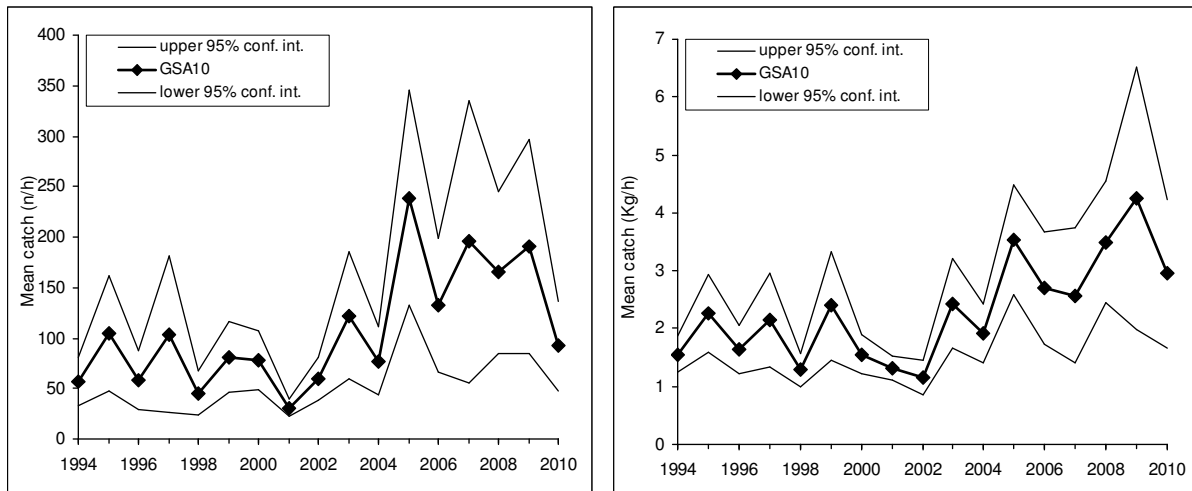 400
350
300
250
200
150
100
50
0
Mean catch (n/h)
upper 95% conf. int.
GSA10
lower 95% conf. int.
1994 1996 1998 2000 2002 2004 2006 2008 2010
7
6
5
4
3
2
1
0
Mean catch (Kg/h)
upper 95% conf. int.
GSA10
lower 95% conf. int.
1994 1996 1998 2000 2002 2004 2006 2008 2010